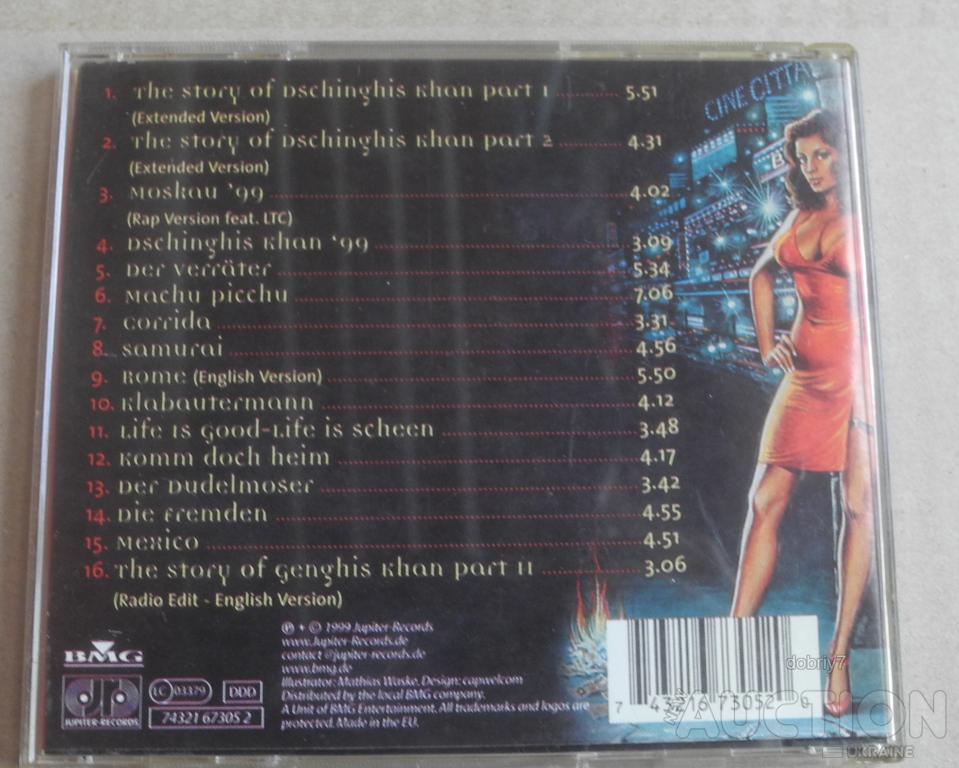 1. The story of Dschinghis Khan part 1 5.51
(Extended Version)
2. The story of Dschinghis Khan part 2 4.31
(Extended Version)
3. Moskau '99 4.02
(Rap Version feat. LTC)
4. Dschinghis Khan '99 3.09
5. Der Verräter 5.34
6. Machu Picchu 7.06
7. Corrida 3.31
8. Samurai 4.56
9. Rome (English Version) 5.50
10. Klabautermann 4.12
11. Life is good-Life is scheen 3.48
12. Komm doch heim 4.17
13. Der Dudelmoser 3.42
14. Die Fremden 4.55
15. Mexico 4.51
16. The story of Genghis Khan part II 3.06
(Radio Edit - English Version)
CINE CITTA
BMG
JUPITER-RECORDS
LC 03379 DDD
74321 67305 2
℗ + © 1999 Jupiter-Records
www.Jupiter-Records.de
contact @jupiter-records.de
www.bmg.de
Illustrator: Mathias Waske. Design: capwelcom
Distributed by the local BMG company.
A Unit of BMG Entertainment. All trademarks and logos are
protected. Made in the EU.
7 43216 73052 0
dobriy7
AUCTION
UKRAINE